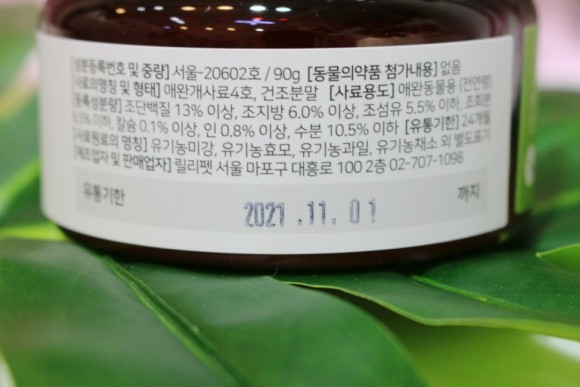 [성분등록번호 및 중량] 서울-20602호 / 90g [동물의약품 첨가내용] 없음
[사료의명칭 및 형태] 애완개사료4호, 건조분말 [사료용도] 애완동물용 (전연령)
[등록성분량] 조단백질 13% 이상, 조지방 6.0% 이상, 조섬유 5.5% 이하, 조회분
8.5% 이하, 칼슘 0.1% 이상, 인 0.8% 이상, 수분 10.5% 이하 [유통기한] 24개월
[사료원료의 명칭] 유기농미강, 유기농효모, 유기농과일, 유기농채소 외 별도표기
[제조업자 및 판매업자] 릴리펫 서울 마포구 대흥로 100 2층 02-707-1098
유통기한 2021.11.01 까지